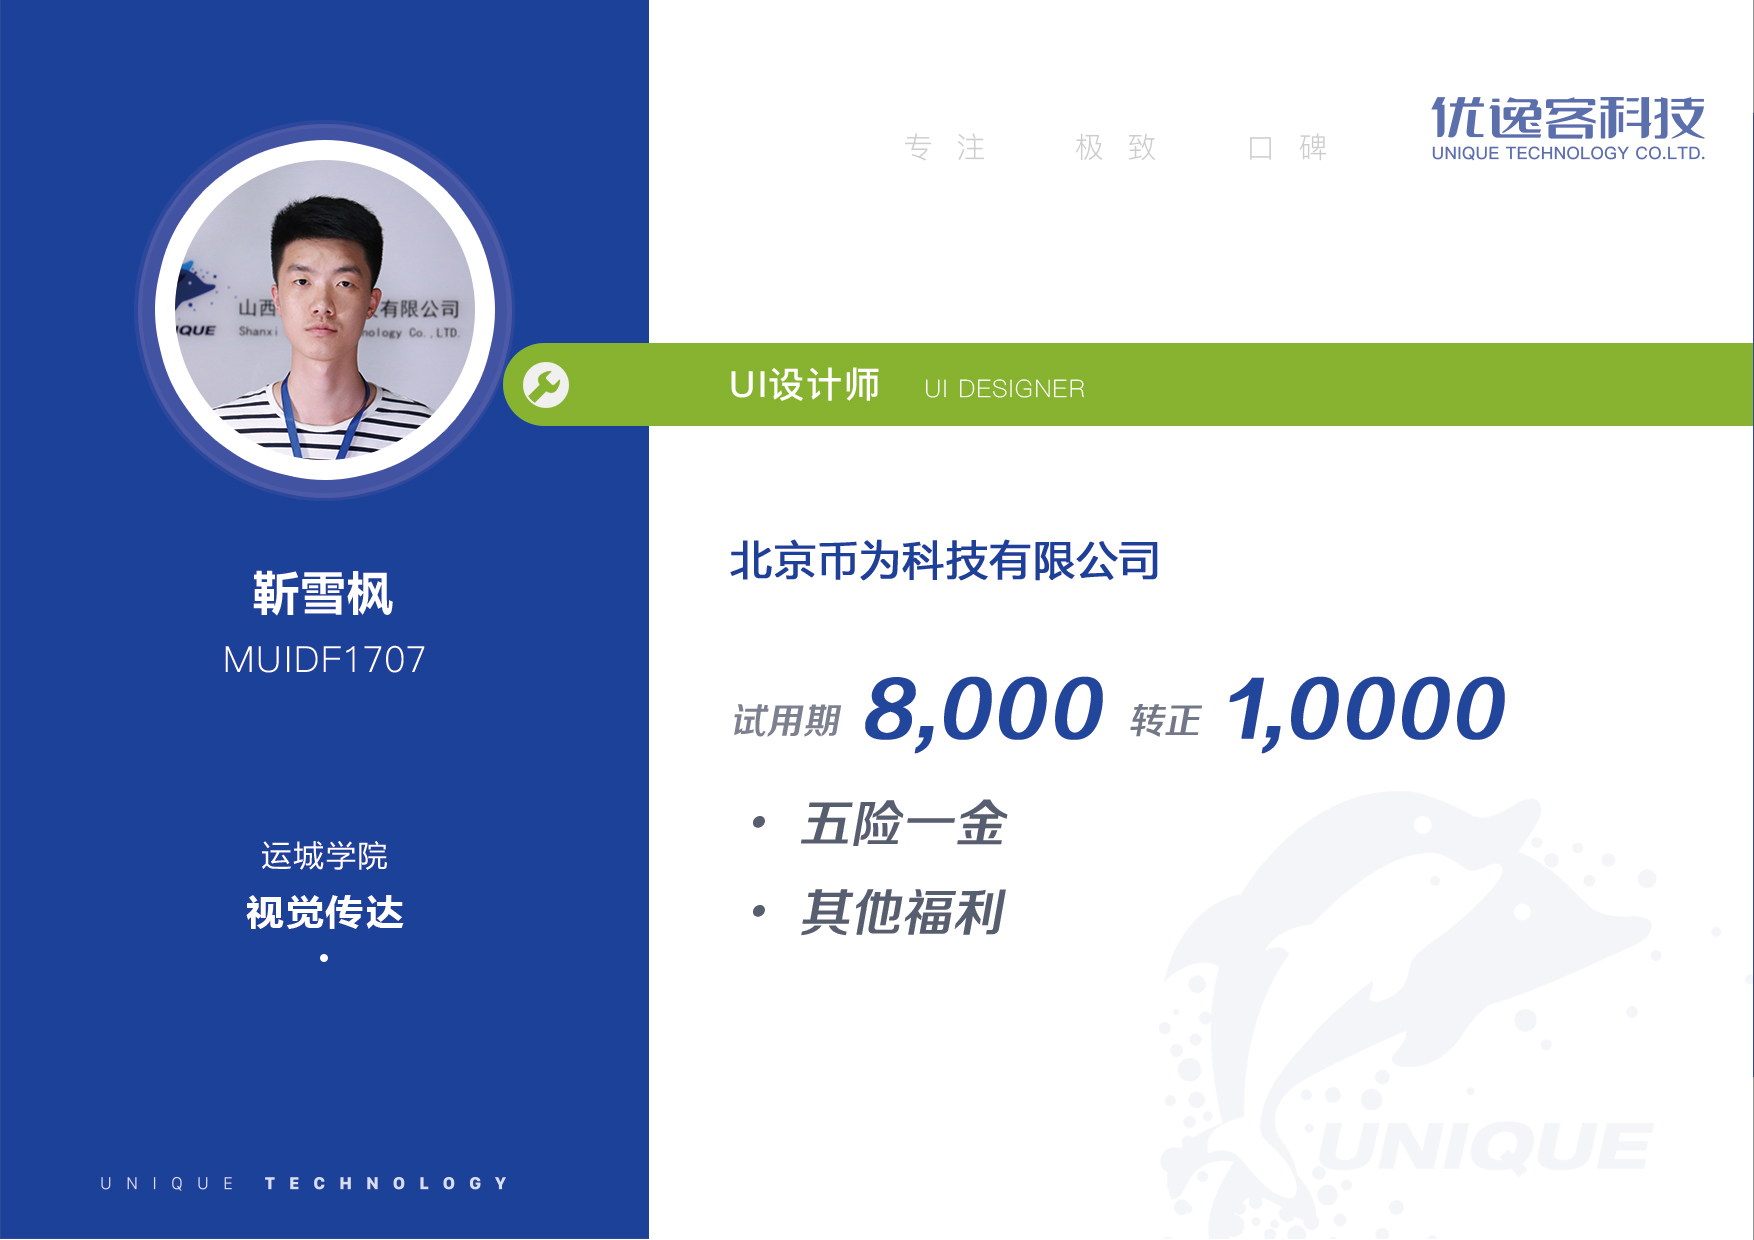 专注 极致 口碑
优逸客科技
UNIQUE TECHNOLOGY CO.LTD.
山西
有限公司
IQUE
Shanxi
nology Co.,LTD.
UI设计师 UI DESIGNER
靳雪枫
MUIDF1707
运城学院
视觉传达
UNIQUE TECHNOLOGY
北京币为科技有限公司
试用期 8,000 转正 1,0000
• 五险一金
• 其他福利
UNIQUE